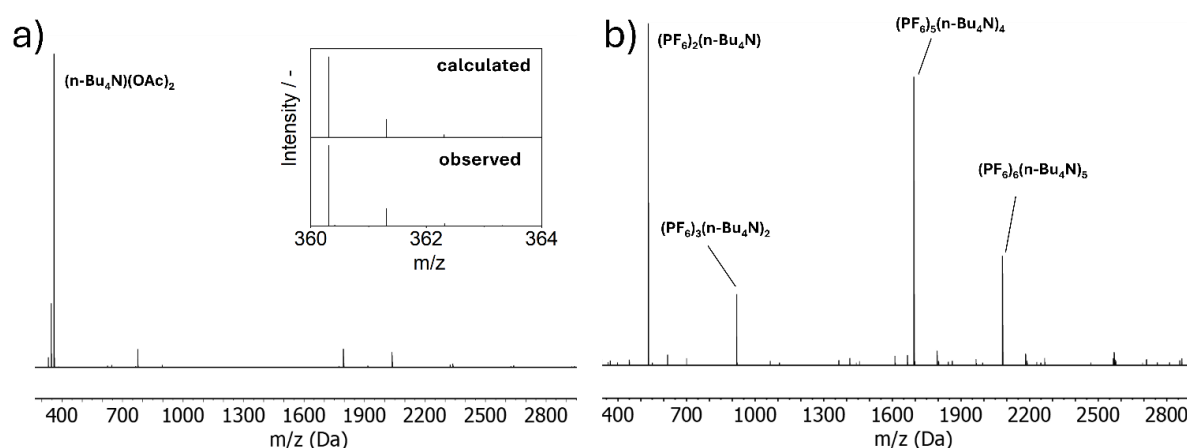 a)
(n-Bu₄N)(OAc)₂
calculated
observed
Intensity / -
360 362 364
m/z
400 700 1000 1300 1600 1900 2200 2500 2800
m/z (Da)
b)
(PF₆)₂(n-Bu₄N)
(PF₆)₅(n-Bu₄N)₄
(PF₆)₆(n-Bu₄N)₅
(PF₆)₃(n-Bu₄N)₂
400 700 1000 1300 1600 1900 2200 2500 2800
m/z (Da)